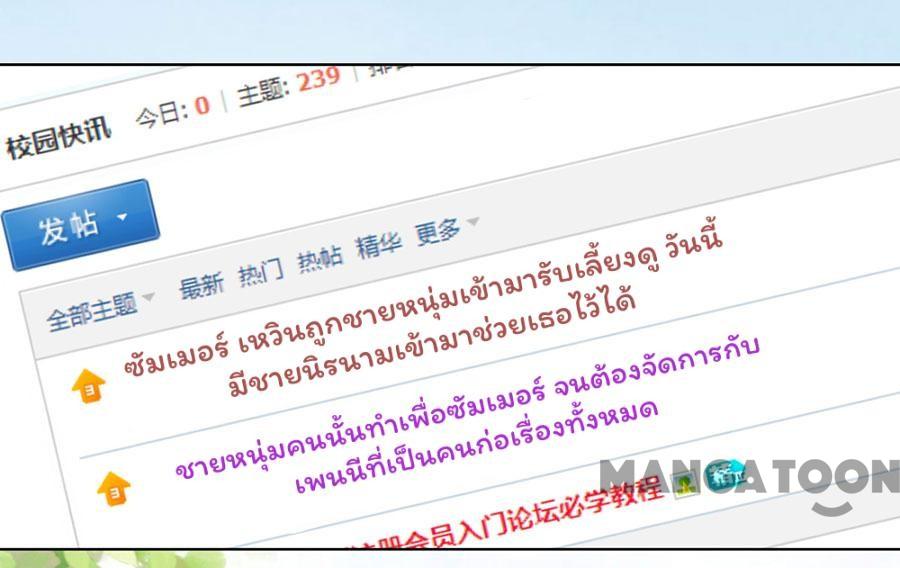 校园快讯 今日: 0 主题: 239
发帖
全部主题 最新 热门 热帖 精华 更多
ซัมเมอร์ เหวินถูกชายหนุ่มเข้ามารับเลี้ยงดู วันนี้
มีชายนิรนามเข้ามาช่วยเธอไว้ได้
ชายหนุ่มคนนั้นทำเพื่อซัมเมอร์ จนต้องจัดการกับ
เพนนีที่เป็นคนก่อเรื่องทั้งหมด
会员入门论坛必学教程
MANGATOON